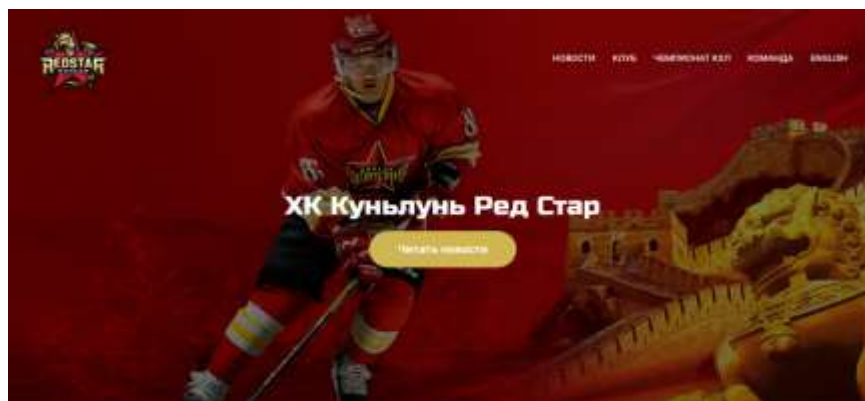 REDSTAR
НОВОСТИ КЛУБ ЧЕМПИОНАТ КХЛ КОМАНДА ENGLISH
ХК Куньлунь Ред Стар
Читать новости